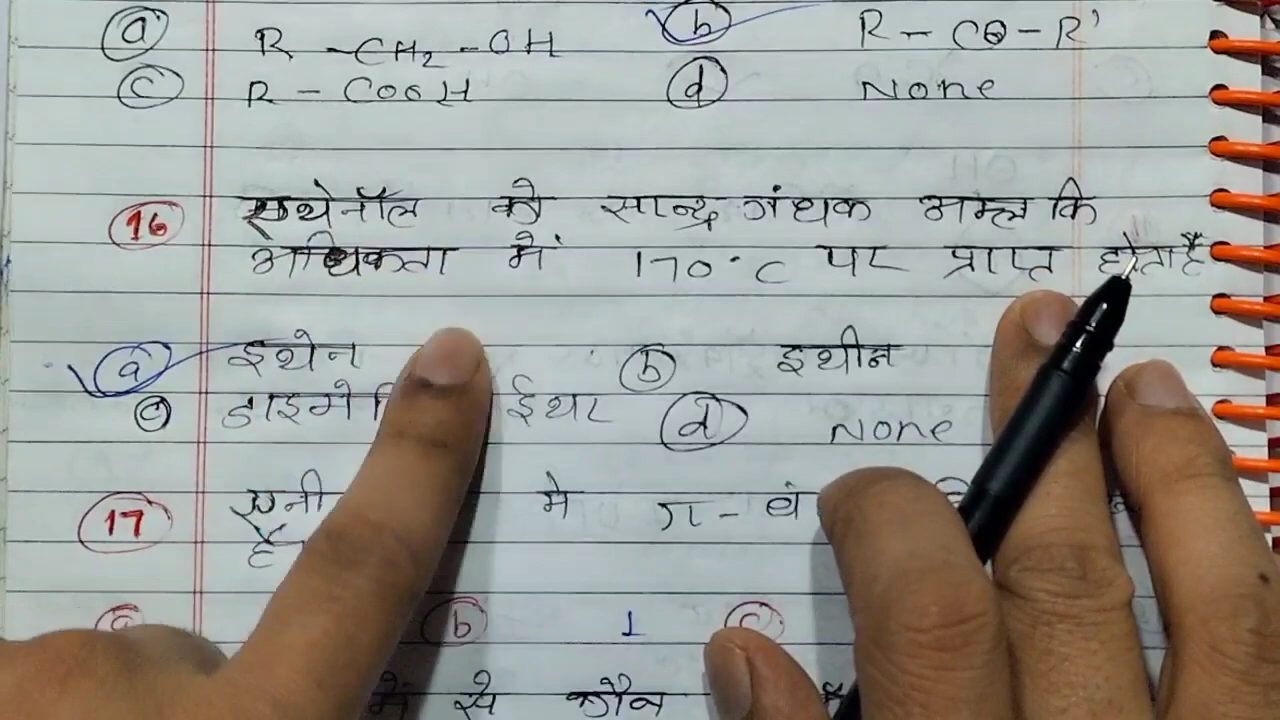 (a) R - CH2 - OH (b) R - CO - R'
(c) R - COOH (d) None
16 एथेनॉल को सान्द्र गंधक अम्ल कि
अधिकता में 170°C पर प्राप्त होता है
(a) इथेन (b) इथीन
(c) डाइमे ईथर (d) None
17 मे π - बं
है
(a) (b) 1 (c)
में से कौन